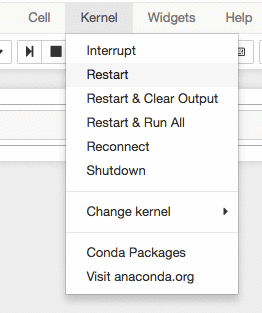 Cell Kernel Widgets Help
Interrupt
Restart
Restart & Clear Output
Restart & Run All
Reconnect
Shutdown
Change kernel
Conda Packages
Visit anaconda.org